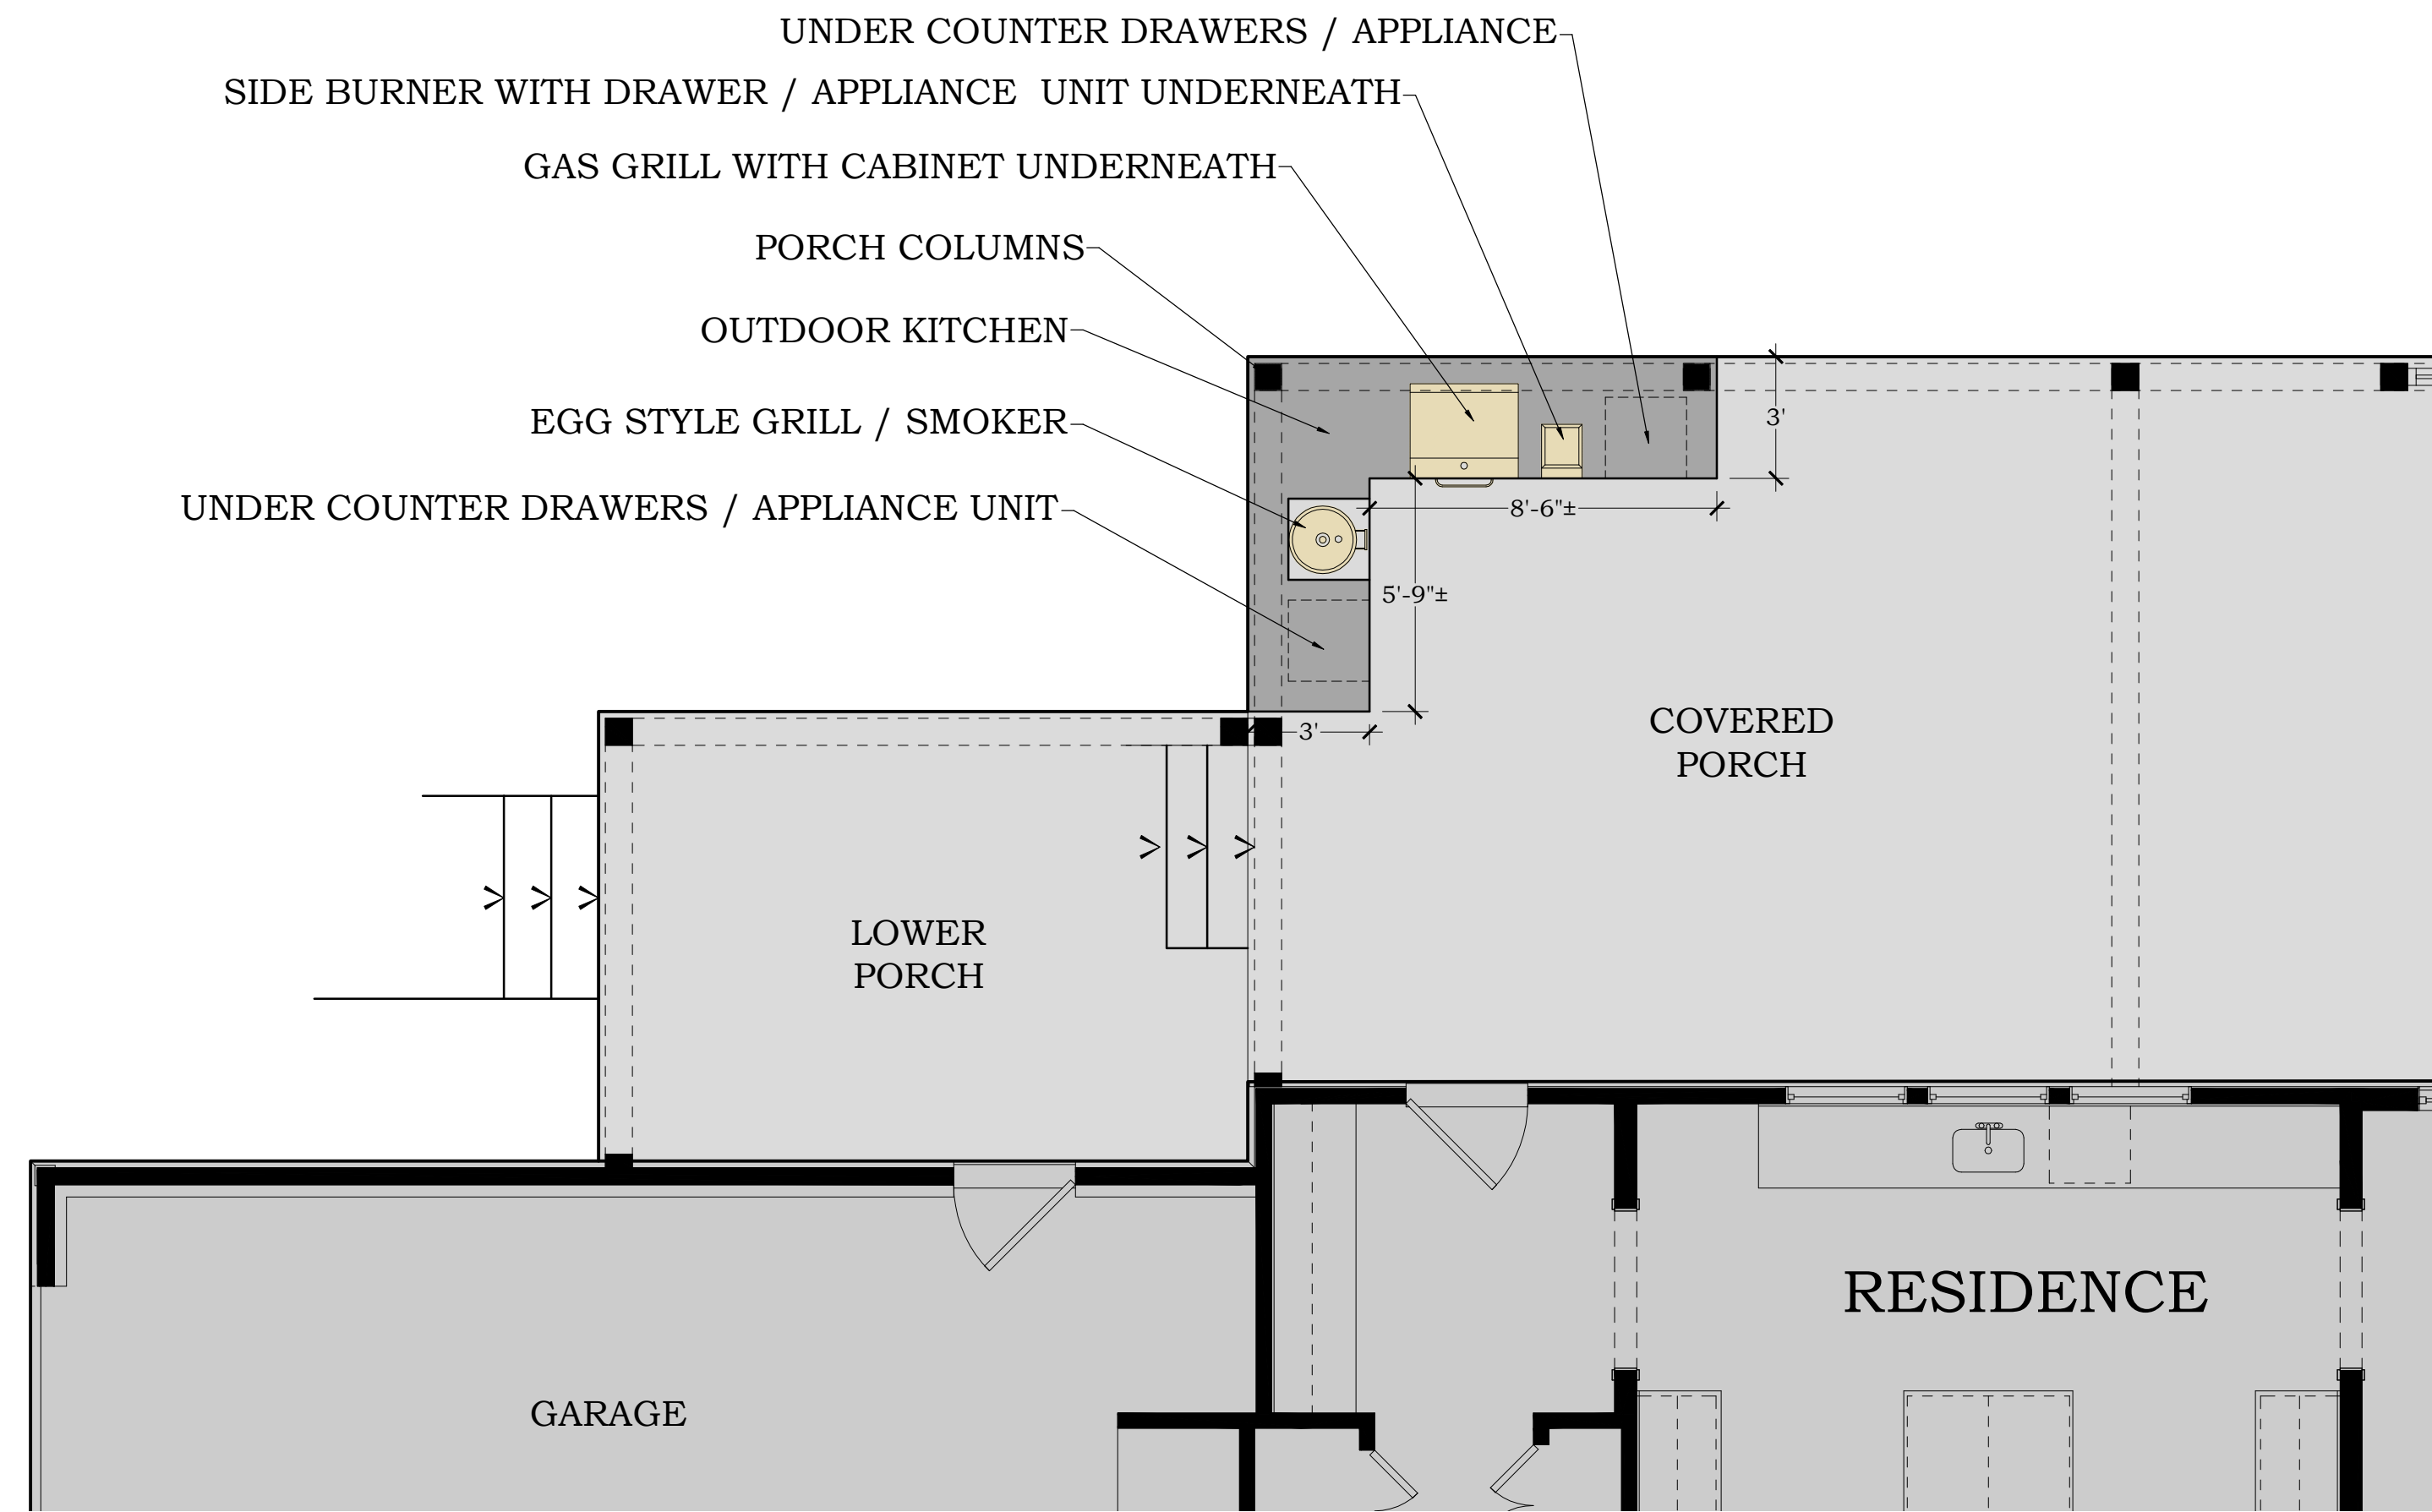 UNDER COUNTER DRAWERS / APPLIANCE
SIDE BURNER WITH DRAWER / APPLIANCE  UNIT UNDERNEATH
GAS GRILL WITH CABINET UNDERNEATH
PORCH COLUMNS
OUTDOOR KITCHEN
EGG STYLE GRILL / SMOKER
UNDER COUNTER DRAWERS / APPLIANCE UNIT
3'
8'-6"±
5'-9"±
3'
COVERED
PORCH
LOWER
PORCH
RESIDENCE
GARAGE